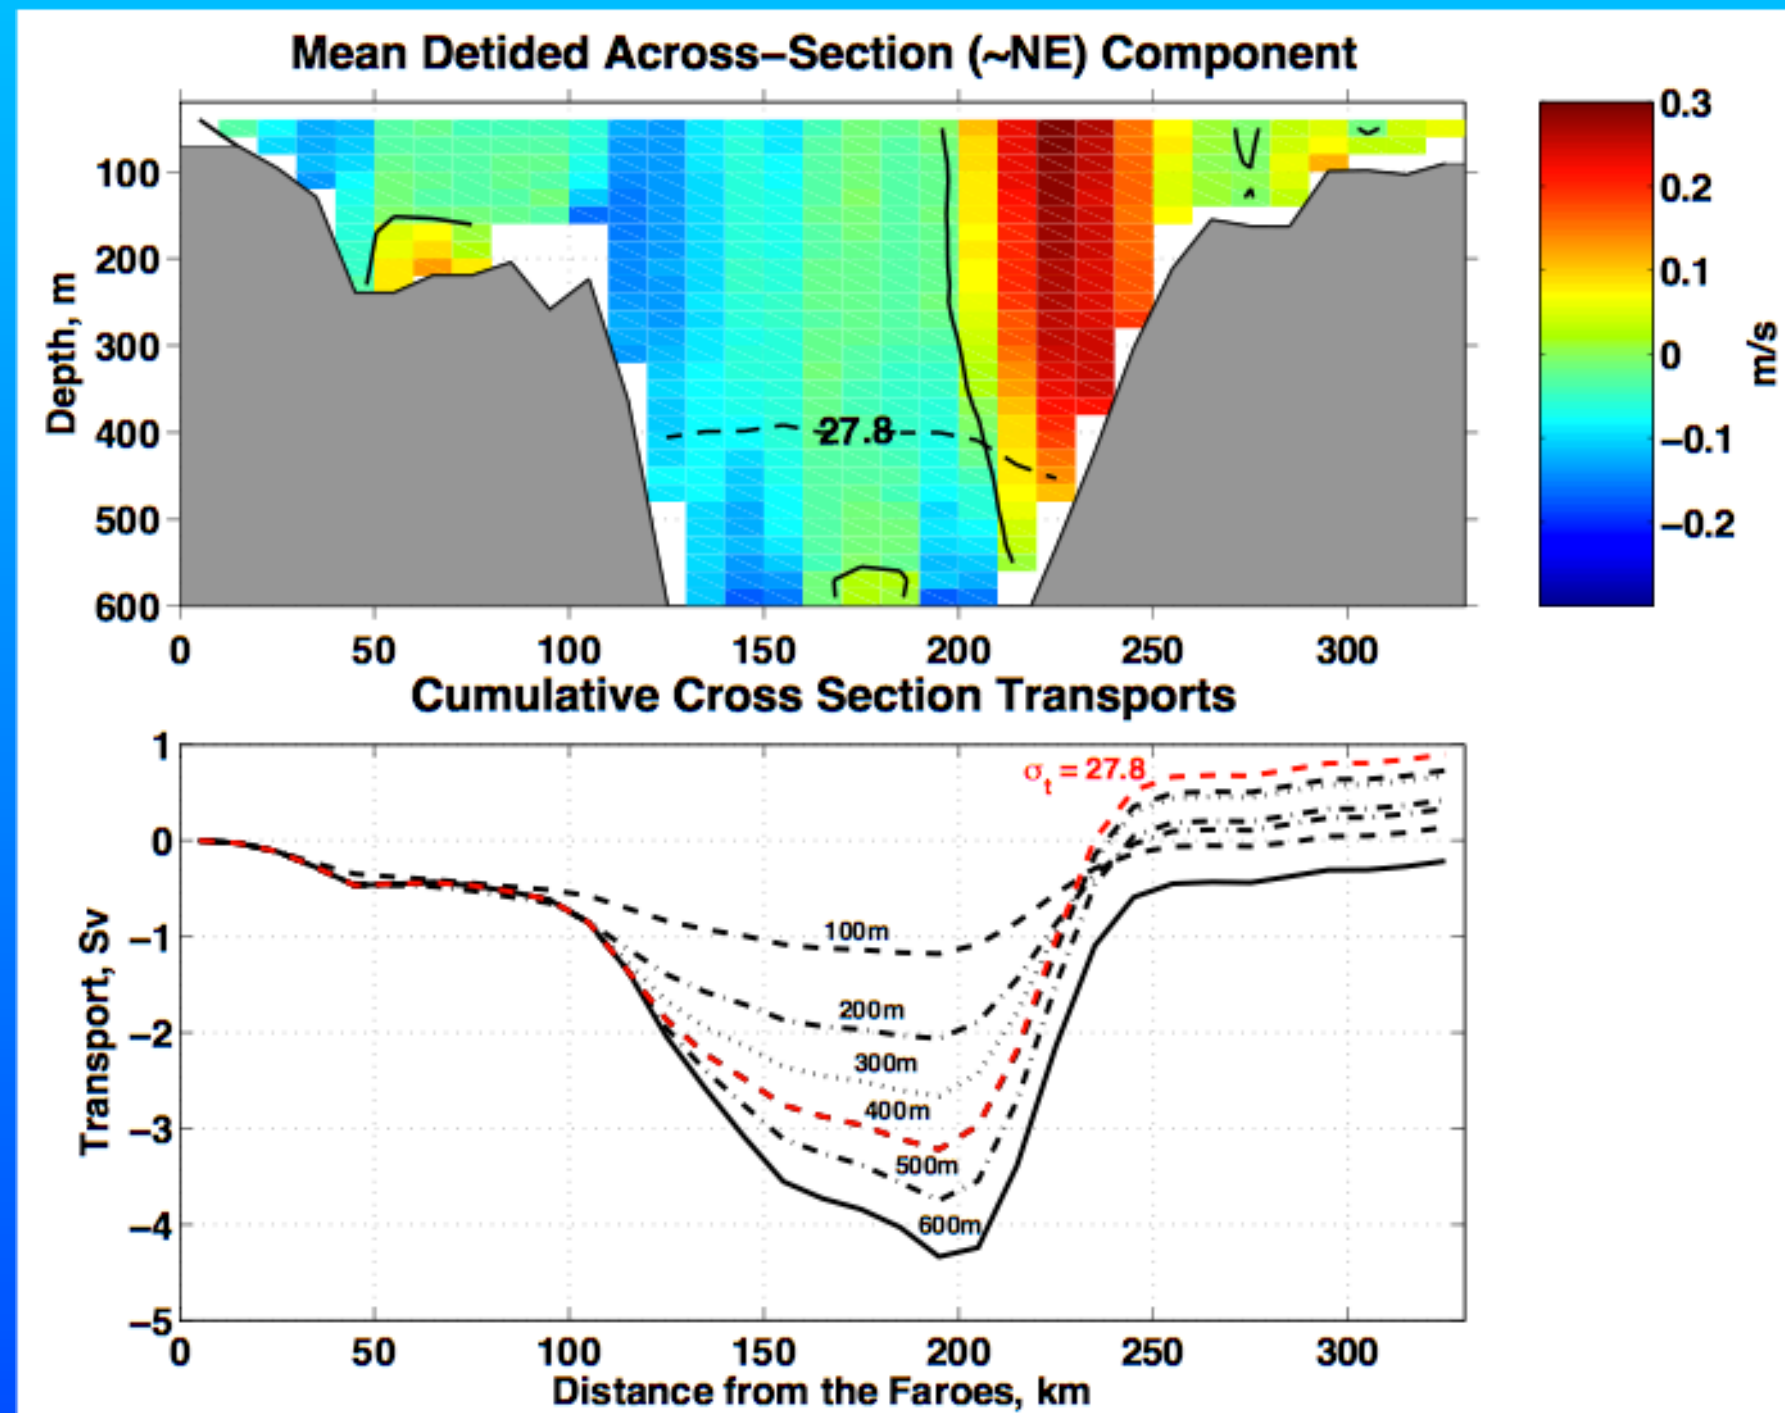 Mean Detided Across−Section (~NE) Component
Depth, m
100
200
300
400
500
600
27.8
0 50 100 150 200 250 300
0.3
0.2
0.1
0
−0.1
−0.2
m/s
Cumulative Cross Section Transports
Transport, Sv
1
0
−1
−2
−3
−4
−5
σt = 27.8
100m
200m
300m
400m
500m
600m
0 50 100 150 200 250 300
Distance from the Faroes, km